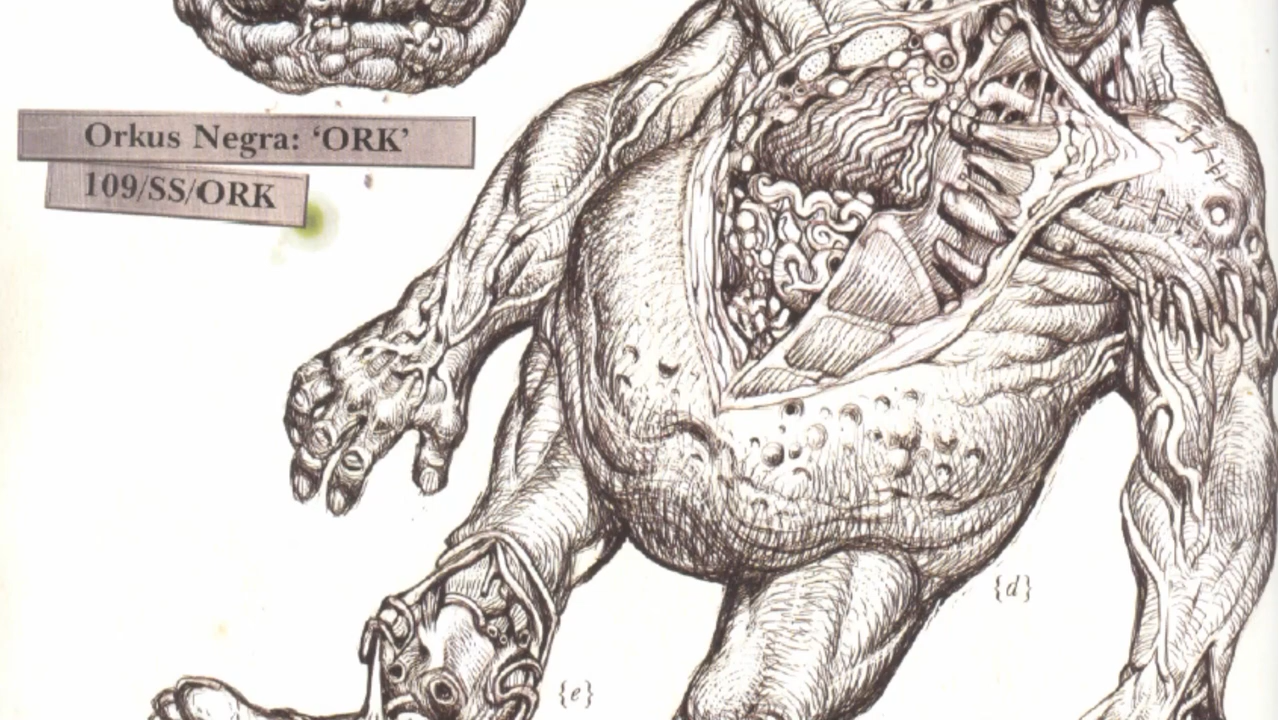 Orkus Negra: ‘ORK’
109/SS/ORK
{d}
{e}